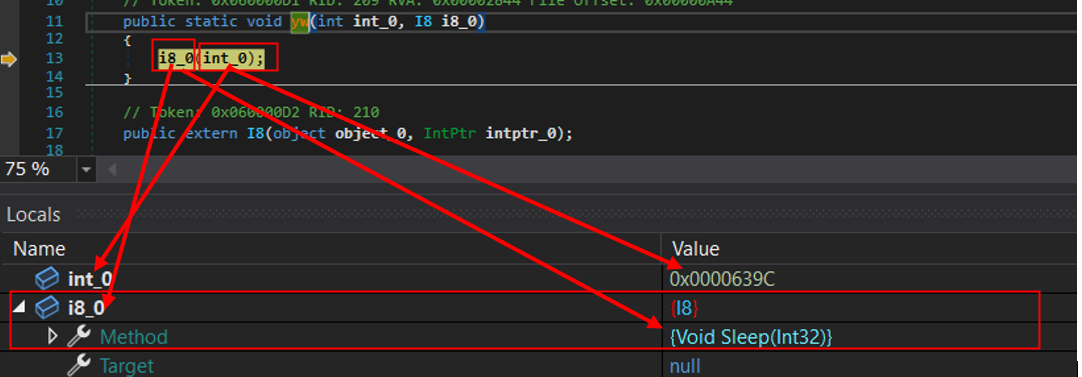 10 // Token: 0x060000D1 RID: 209 RVA: 0x00002844 File Offset: 0x00000A44
11 public static void yw(int int_0, I8 i8_0)
12 {
13 i8_0(int_0);
14 }
15
16 // Token: 0x060000D2 RID: 210
17 public extern I8(object object_0, IntPtr intptr_0);
18
75 %
Locals
Name Value
int_0 0x0000639C
i8_0 {I8}
Method {Void Sleep(Int32)}
Target null